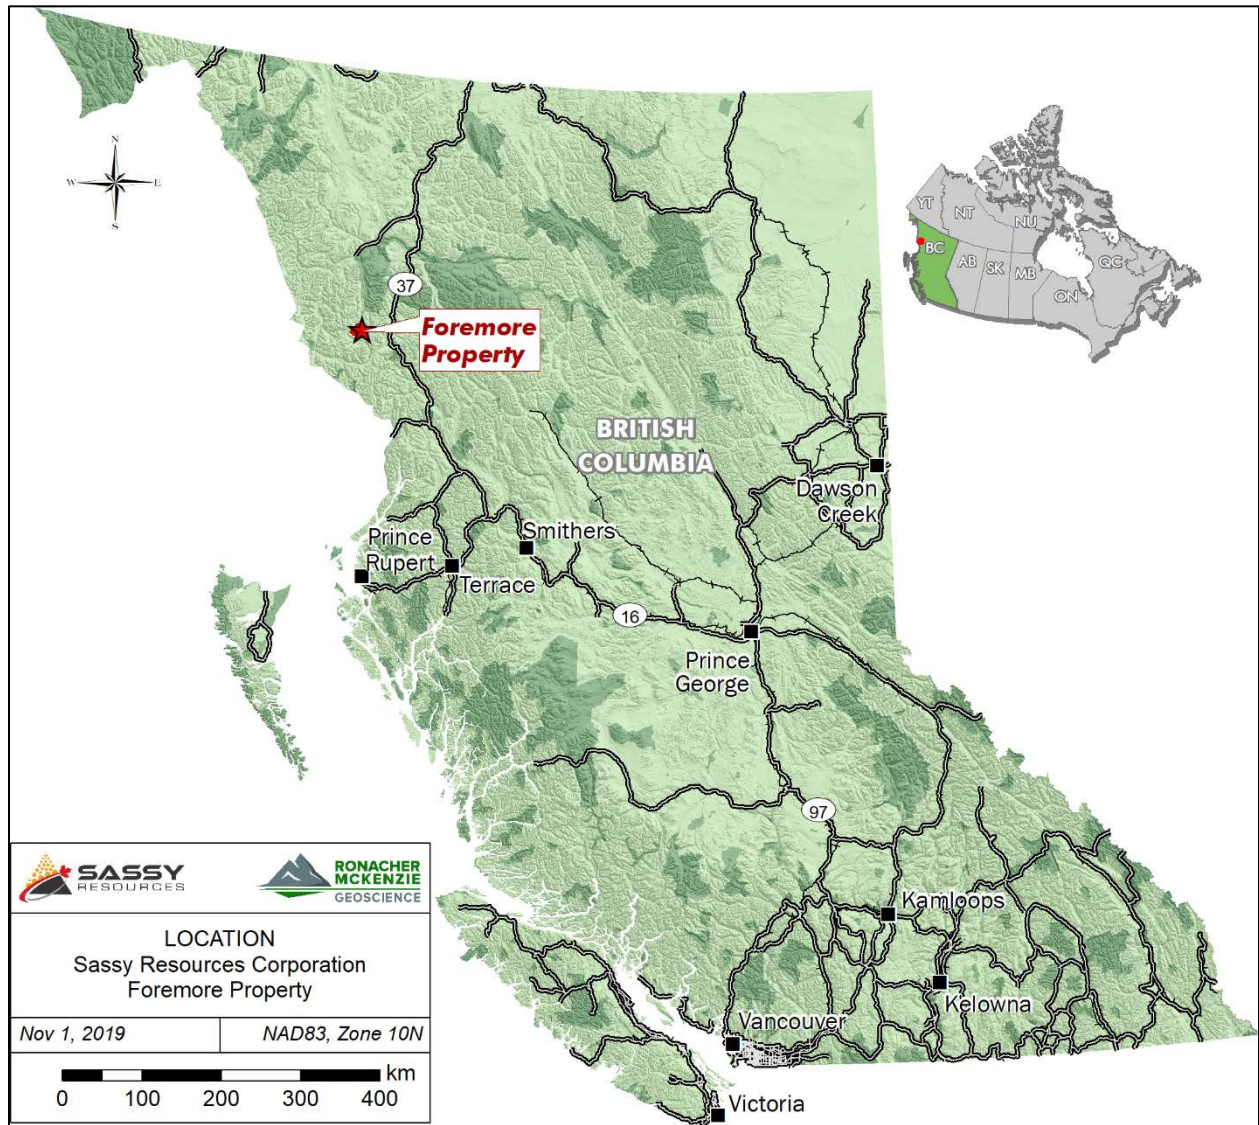 N
W
E
S
YT
NT
NU
BC
AB
SK
MB
ON
QC
37
Foremore
Property
BRITISH
COLUMBIA
Dawson
Creek
Smithers
Prince
Rupert
Terrace
16
Prince
George
97
Kamloops
Kelowna
Vancouver
Victoria
SASSY
RESOURCES
RONACHER
MCKENZIE
GEOSCIENCE
LOCATION
Sassy Resources Corporation
Foremore Property
Nov 1, 2019
NAD83, Zone 10N
km
0 100 200 300 400